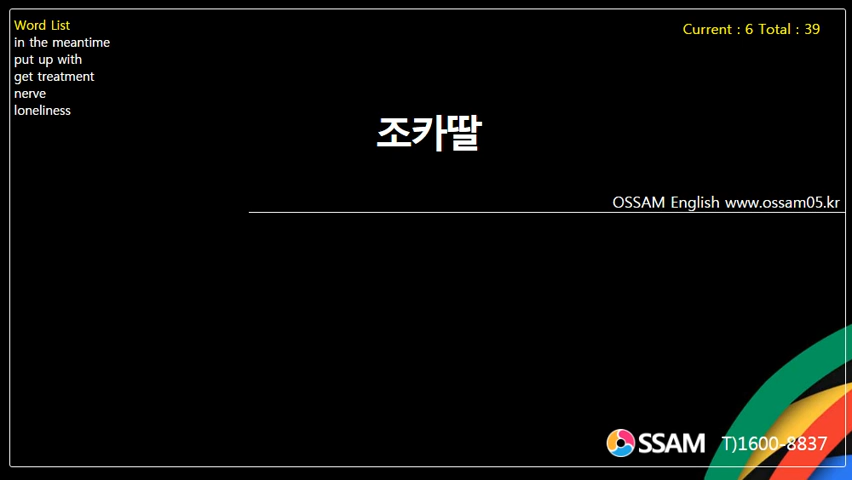 Word List
in the meantime
put up with
get treatment
nerve
loneliness
Current : 6 Total : 39
조카딸
OSSAM English www.ossam05.kr
OSSAM T)1600-8837